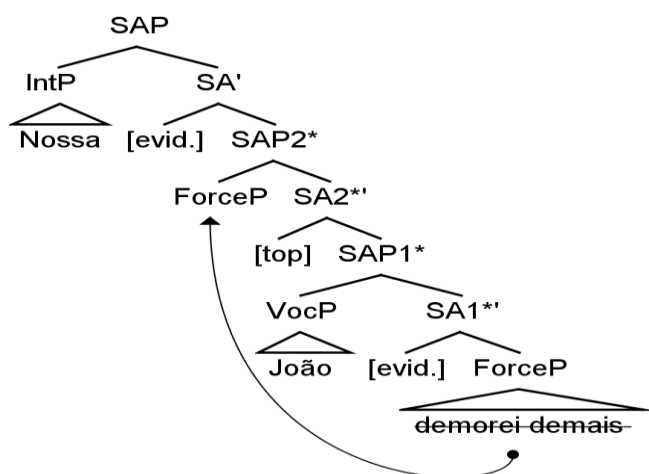 SAP
IntP SA'
Nossa [evid.] SAP2*
ForceP SA2*'
[top] SAP1*
VocP SA1*'
João [evid.] ForceP
demorei demais